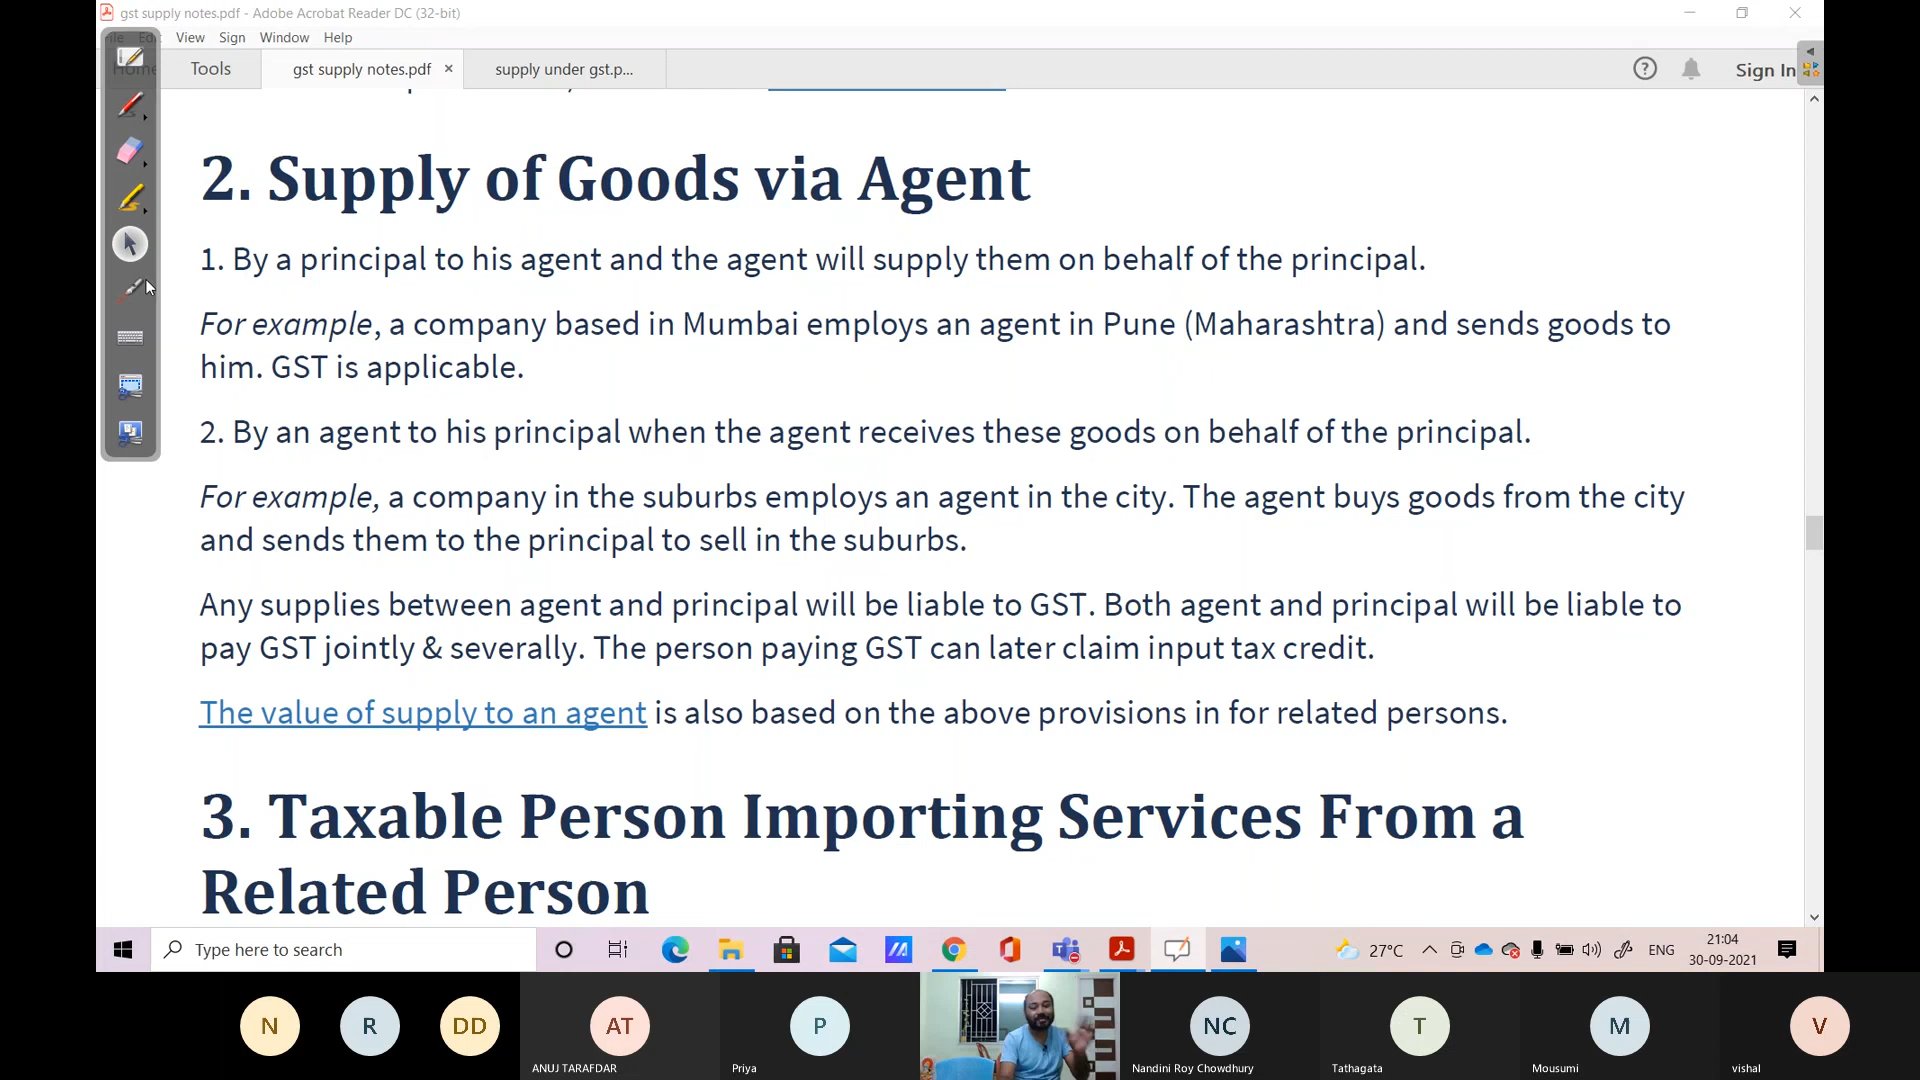 gst supply notes.pdf - Adobe Acrobat Reader DC (32-bit)
View Sign Window Help
Home Tools gst supply notes.pdf × supply under gst.p... Sign In
2. Supply of Goods via Agent
1. By a principal to his agent and the agent will supply them on behalf of the principal.
For example, a company based in Mumbai employs an agent in Pune (Maharashtra) and sends goods to
him. GST is applicable.
2. By an agent to his principal when the agent receives these goods on behalf of the principal.
For example, a company in the suburbs employs an agent in the city. The agent buys goods from the city
and sends them to the principal to sell in the suburbs.
Any supplies between agent and principal will be liable to GST. Both agent and principal will be liable to
pay GST jointly & severally. The person paying GST can later claim input tax credit.
The value of supply to an agent is also based on the above provisions in for related persons.
3. Taxable Person Importing Services From a
Related Person
Type here to search 27°C ENG 21:04
30-09-2021
N R DD AT P NC T M V
ANUJ TARAFDAR Priya Nandini Roy Chowdhury Tathagata Mousumi vishal